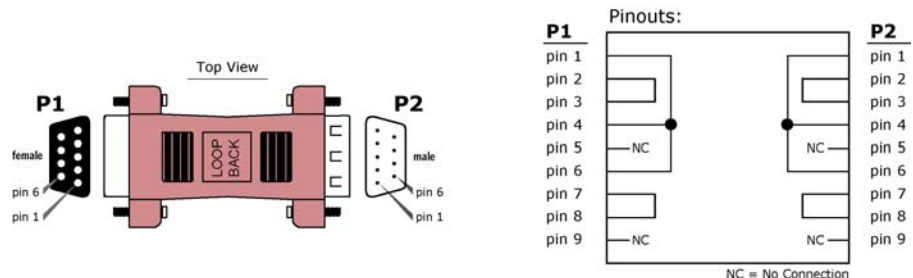 Top View
P1
P2
female
male
LOOP
BACK
pin 6
pin 1
pin 6
pin 1
Pinouts:
P1
P2
pin 1
pin 2
pin 3
pin 4
pin 5
pin 6
pin 7
pin 8
pin 9
NC
NC
NC
NC
pin 1
pin 2
pin 3
pin 4
pin 5
pin 6
pin 7
pin 8
pin 9
NC = No Connection